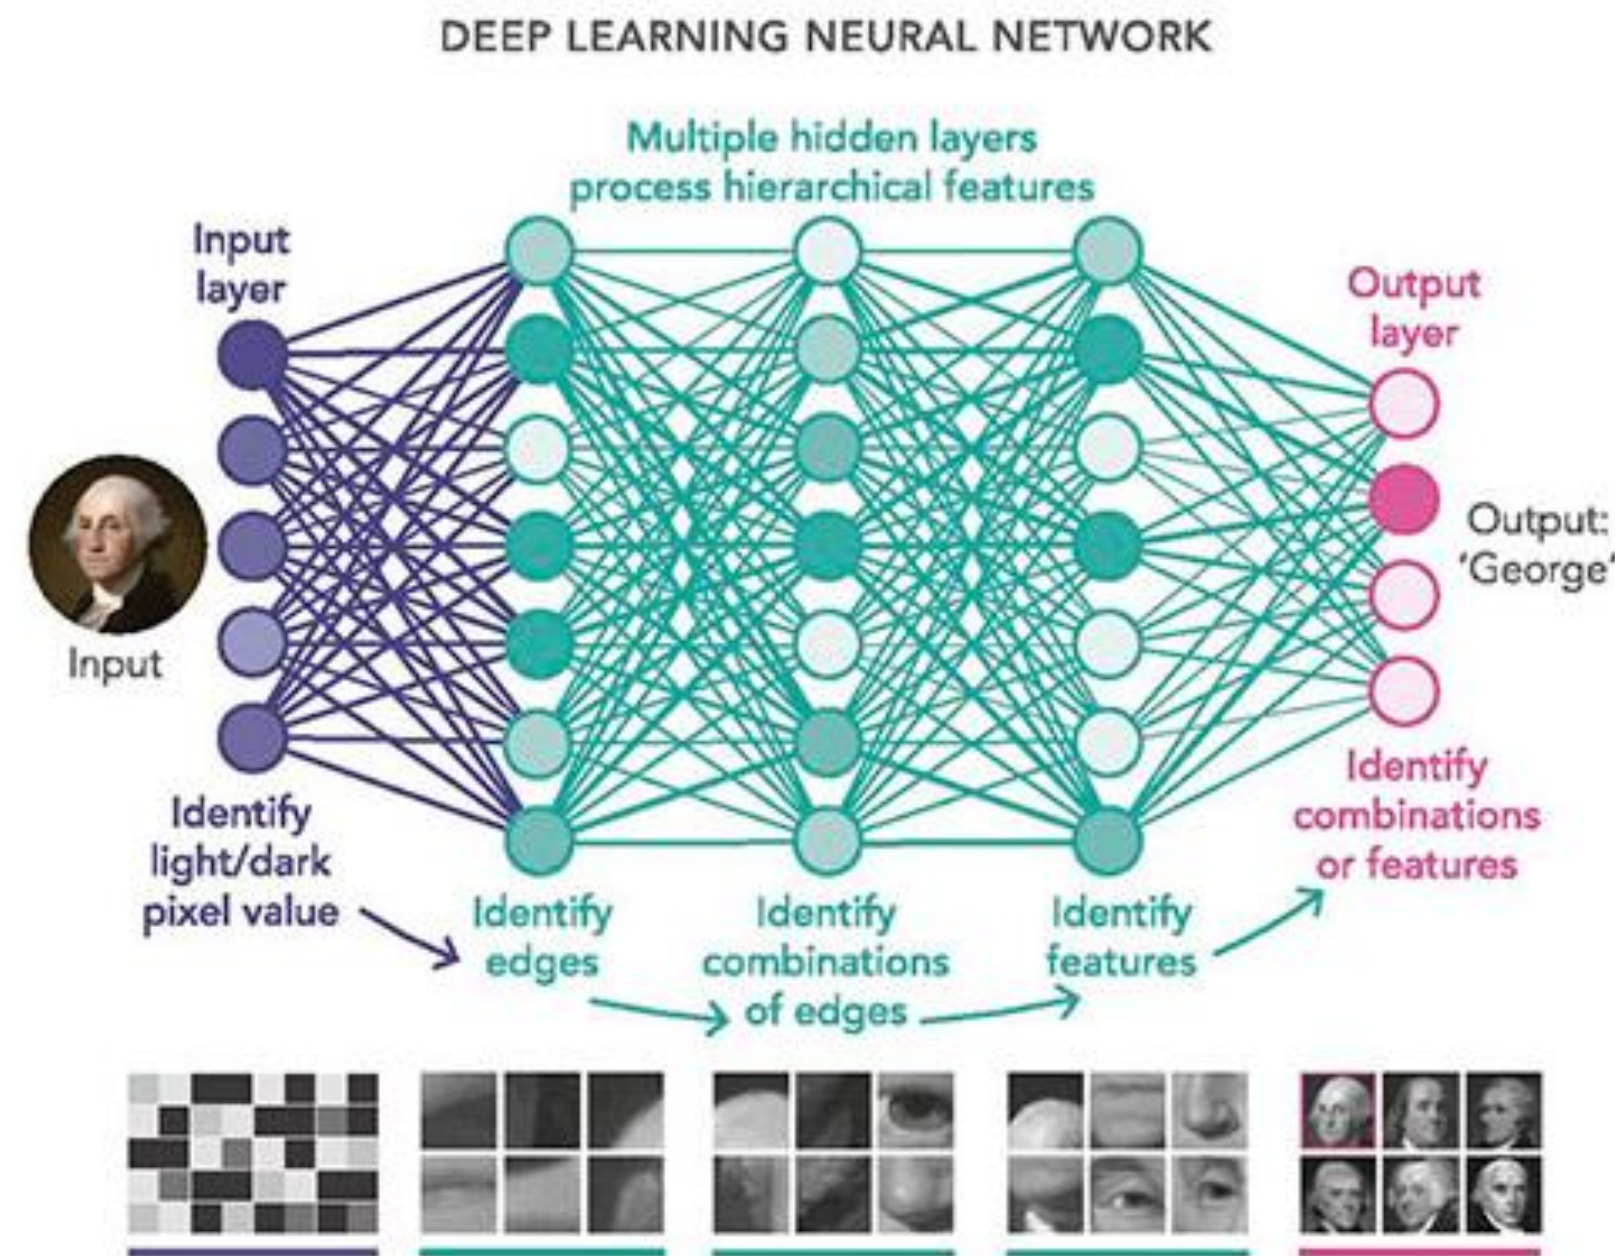 DEEP LEARNING NEURAL NETWORK
Multiple hidden layers
process hierarchical features
Input
layer
Output
layer
Input
Output:
‘George‘
Identify
light/dark
pixel value
Identify
edges
Identify
combinations
of edges
Identify
features
Identify
combinations
or features